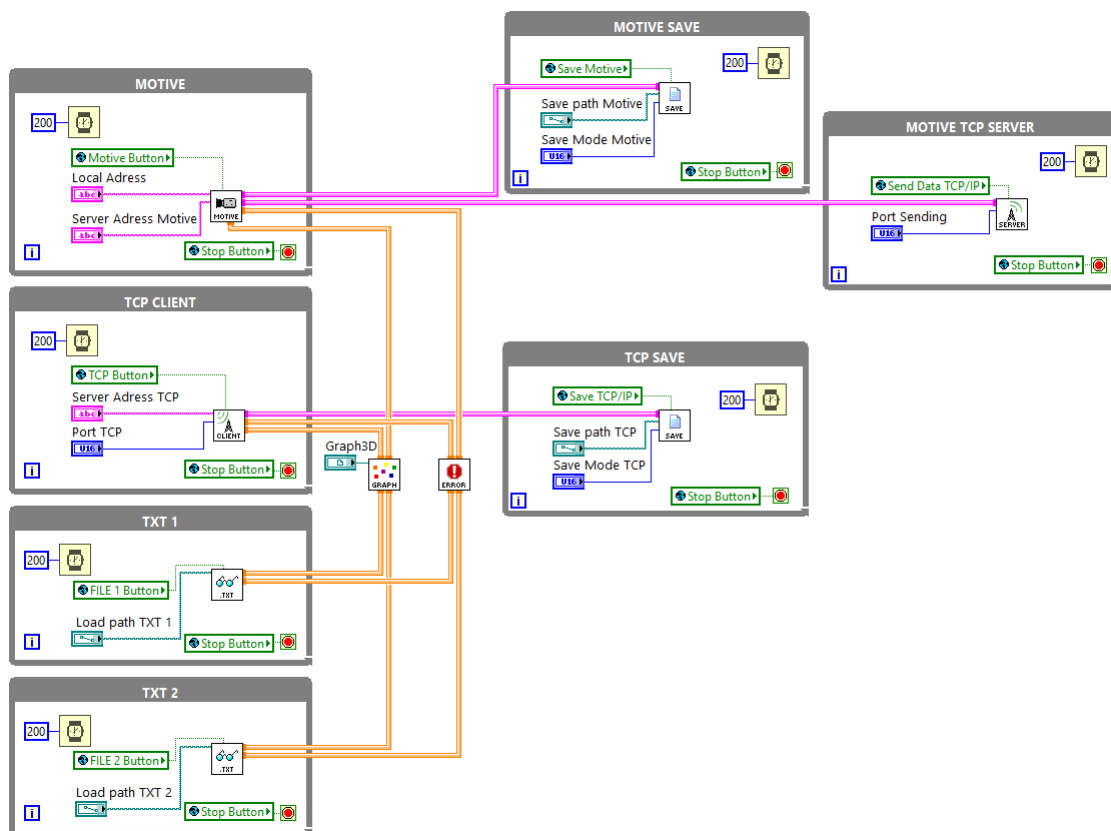 MOTIVE
200
Motive Button
Local Adress
abc
Server Adress Motive
abc
MOTIVE
i
Stop Button
MOTIVE SAVE
200
Save Motive
Save path Motive
SAVE
Save Mode Motive
U16
i
Stop Button
MOTIVE TCP SERVER
200
Send Data TCP/IP
Port Sending
U16
SERVER
Stop Button
i
TCP CLIENT
200
TCP Button
Server Adress TCP
abc
Port TCP
U16
CLIENT
i
Stop Button
Graph3D
GRAPH
ERROR
TCP SAVE
200
Save TCP/IP
Save path TCP
SAVE
Save Mode TCP
U16
i
Stop Button
TXT 1
200
FILE 1 Button
.TXT
Load path TXT 1
i
Stop Button
TXT 2
200
FILE 2 Button
.TXT
Load path TXT 2
i
Stop Button